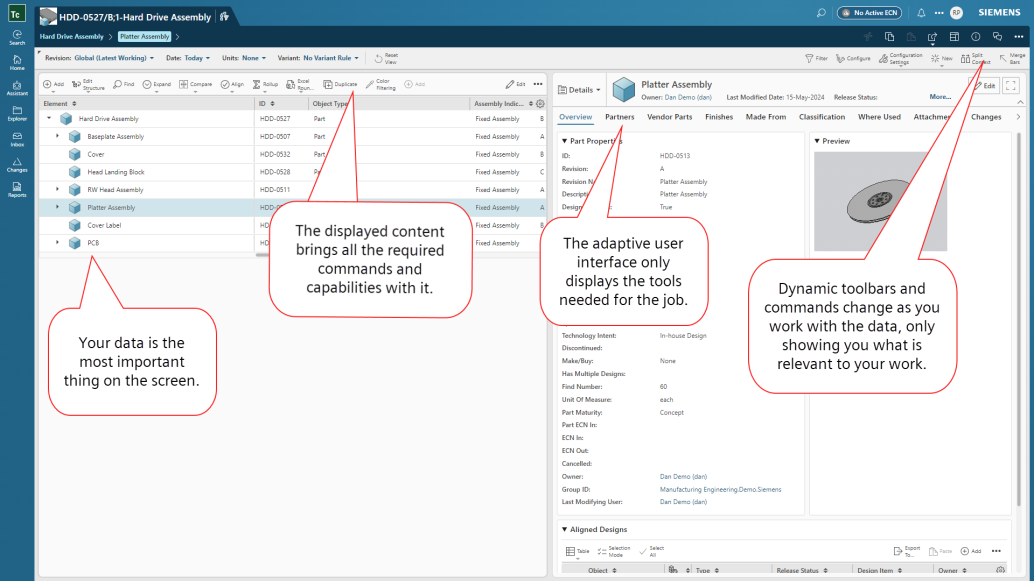 Tc
HDD-0527/B;1-Hard Drive Assembly
No Active ECN
RP
SIEMENS
Hard Drive Assembly > Platter Assembly >
Search
Home
Assistant
Explorer
Inbox
Changes
Reports
Revision: Global (Latest Working) Date: Today Units: None Variant: No Variant Rule Reset View
Filter Configure Configuration Settings New Split Context Merge Bars
Add Edit Structure Find Expand Compare Align Rollup Excel Roun... Duplicate Color Filtering Add Edit
Element ID Object Type Assembly Indic...
Hard Drive Assembly HDD-0527 Part Fixed Assembly B
Baseplate Assembly HDD-0507 Part Fixed Assembly A
Cover HDD-0532 Part Fixed Assembly B
Head Landing Block HDD-0528 Fixed Assembly C
RW Head Assembly HDD-0511 Fixed Assembly A
Platter Assembly Fixed Assembly A
Cover Label Fixed Assembly B
PCB Fixed Assembly
The displayed content
brings all the required
commands and
capabilities with it.
Your data is the
most important
thing on the screen.
Details
Platter Assembly
Owner: Dan Demo (dan) Last Modified Date: 15-May-2024 Release Status: More...
Edit
Overview Partners Vendor Parts Finishes Made From Classification Where Used Attachmen Changes
Part Properties
ID: HDD-0513
Revision: A
Revision N Platter Assembly
Descripti Platter Assembly
Design True
The adaptive user
interface only
displays the tools
needed for the job.
Technology Intent: In-house Design
Discontinued:
Make/Buy: None
Has Multiple Designs:
Find Number: 60
Unit Of Measure: each
Part Maturity: Concept
Part ECN In:
ECN In:
ECN Out:
Cancelled:
Owner: Dan Demo (dan)
Group ID: Manufacturing Engineering.Demo.Siemens
Last Modifying User: Dan Demo (dan)
Preview
Dynamic toolbars and
commands change as you
work with the data, only
showing you what is
relevant to your work.
Aligned Designs
Table Selection Mode Select All Export To... Paste Add
Object Type Release Status Design Item Owner